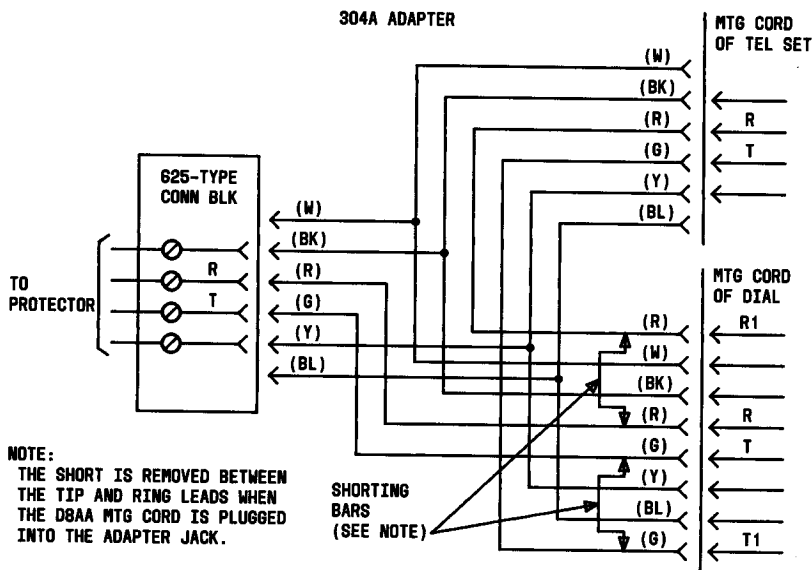 304A ADAPTER
MTG CORD
OF TEL SET
(W)
(BK)
(R)
R
(G)
T
(Y)
(BL)
625-TYPE
CONN BLK
(W)
(BK)
R
(R)
T
(G)
(Y)
(BL)
TO
PROTECTOR
MTG CORD
OF DIAL
(R)
R1
(W)
(BK)
(R)
R
(G)
T
(Y)
(BL)
(G)
T1
NOTE:
THE SHORT IS REMOVED BETWEEN
THE TIP AND RING LEADS WHEN
THE D8AA MTG CORD IS PLUGGED
INTO THE ADAPTER JACK.
SHORTING
BARS
(SEE NOTE)